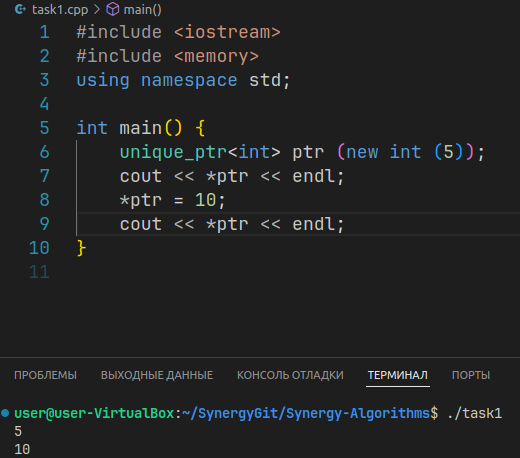 task1.cpp > main()
1 #include <iostream>
2 #include <memory>
3 using namespace std;
4
5 int main() {
6     unique_ptr<int> ptr (new int (5));
7     cout << *ptr << endl;
8     *ptr = 10;
9     cout << *ptr << endl;
10 }
11
ПРОБЛЕМЫ ВЫХОДНЫЕ ДАННЫЕ КОНСОЛЬ ОТЛАДКИ ТЕРМИНАЛ ПОРТЫ
user@user-VirtualBox:~/SynergyGit/Synergy-Algorithms$ ./task1
5
10